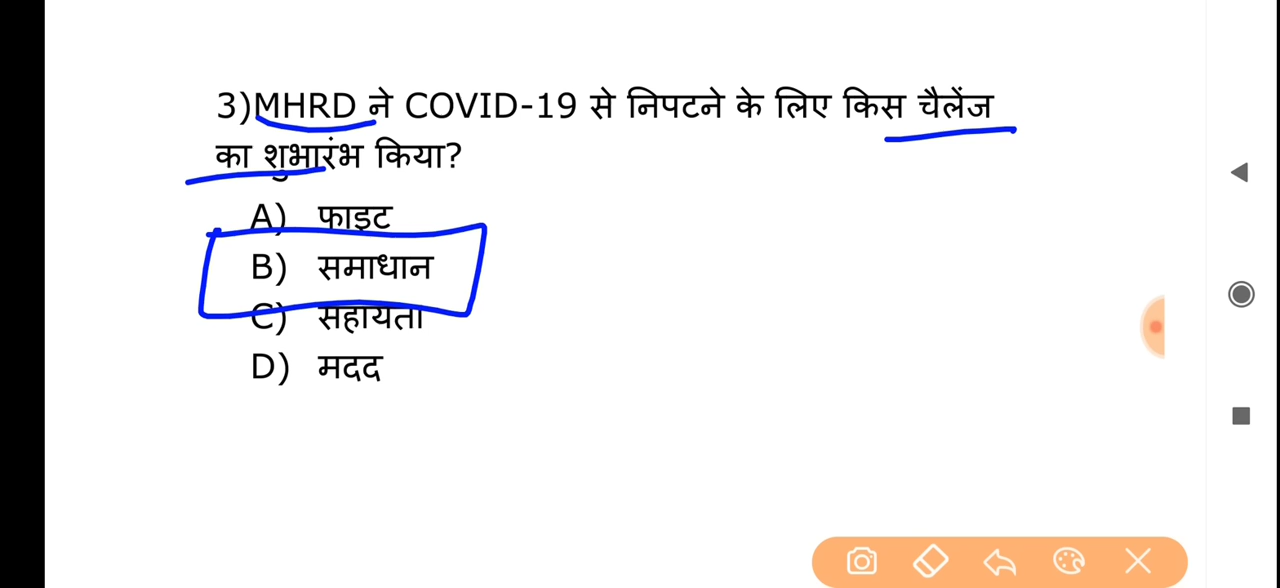 3)MHRD ने COVID-19 से निपटने के लिए किस चैलेंज
का शुभारंभ किया?
A) फाइट
B) समाधान
C) सहायता
D) मदद